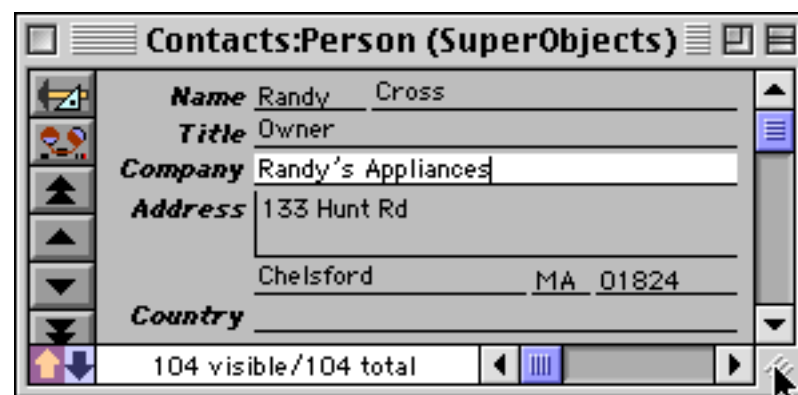 Contacts:Person (SuperObjects)
Name Randy Cross
Title Owner
Company Randy's Appliances
Address 133 Hunt Rd
Chelsford MA 01824
Country
104 visible/104 total